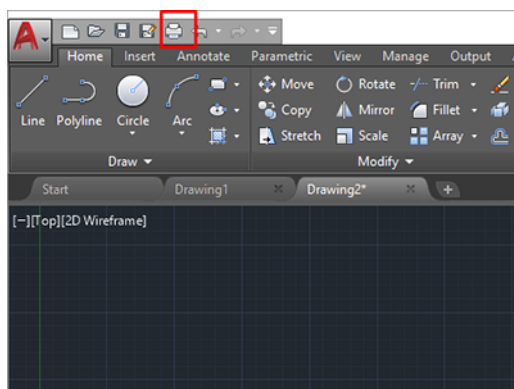 A
Home Insert Annotate Parametric View Manage Output
Move Rotate Trim
Line Polyline Circle Arc Copy Mirror Fillet
Stretch Scale Array
Draw Modify
Start Drawing1 Drawing2*
[−][Top][2D Wireframe]